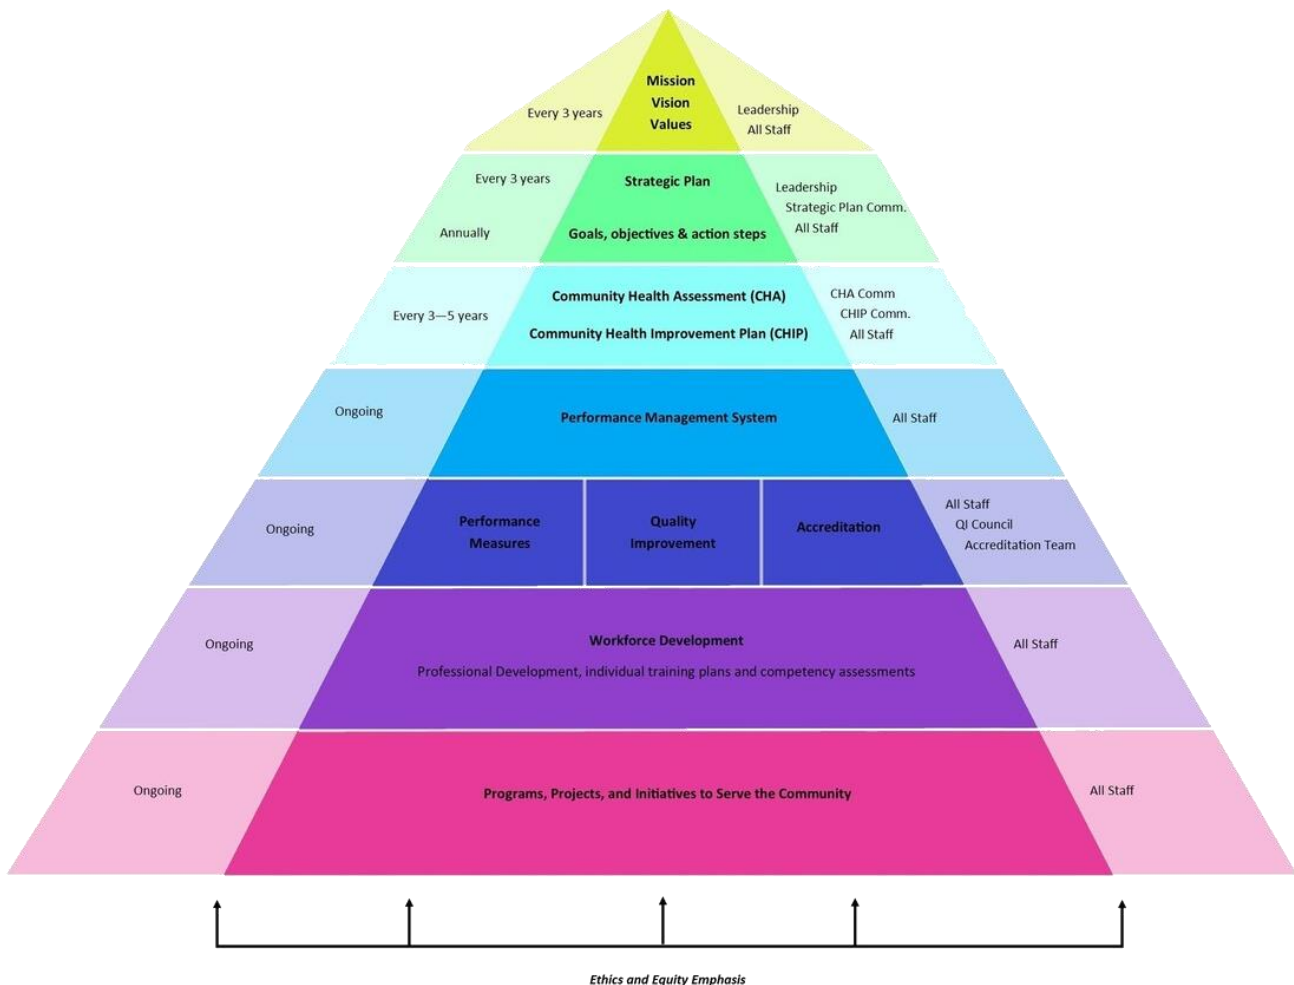 Mission
Vision
Values
Every 3 years
Leadership
All Staff
Every 3 years
Strategic Plan
Leadership
Strategic Plan Comm.
All Staff
Annually
Goals, objectives & action steps
Every 3—5 years
Community Health Assessment (CHA)
Community Health Improvement Plan (CHIP)
CHA Comm
CHIP Comm.
All Staff
Ongoing
Performance Management System
All Staff
Ongoing
Performance
Measures
Quality
Improvement
Accreditation
All Staff
QI Council
Accreditation Team
Ongoing
Workforce Development
Professional Development, individual training plans and competency assessments
All Staff
Ongoing
Programs, Projects, and Initiatives to Serve the Community
All Staff
Ethics and Equity Emphasis